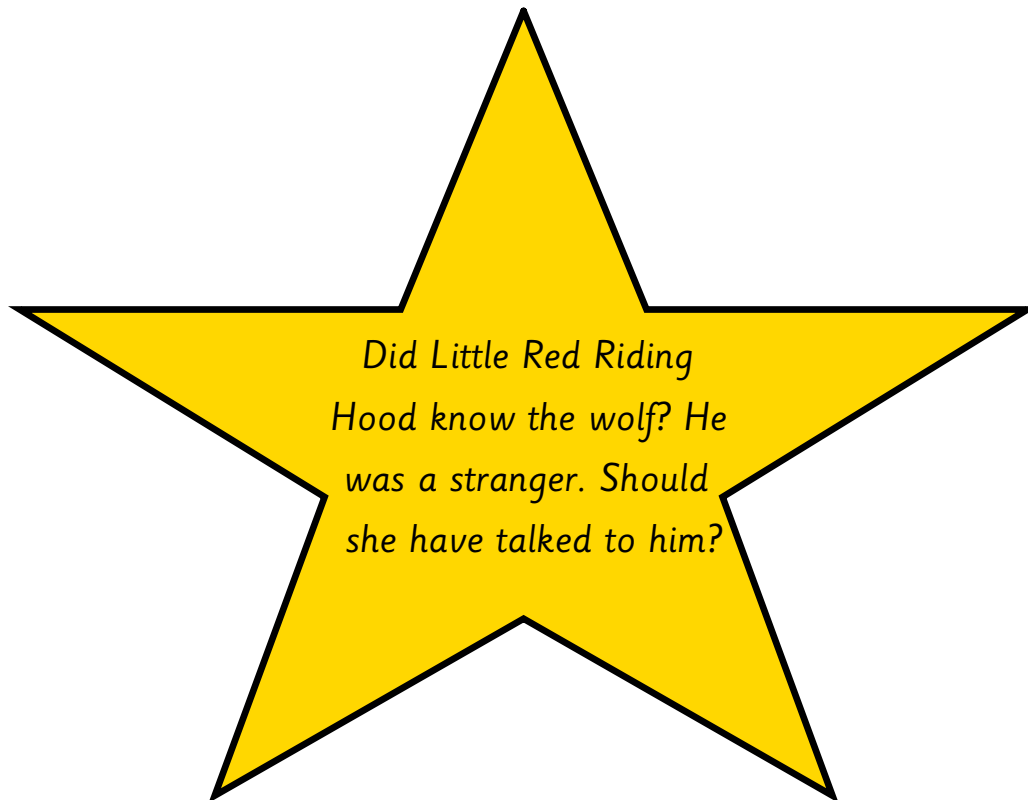 Did Little Red Riding
Hood know the wolf? He
was a stranger. Should
she have talked to him?